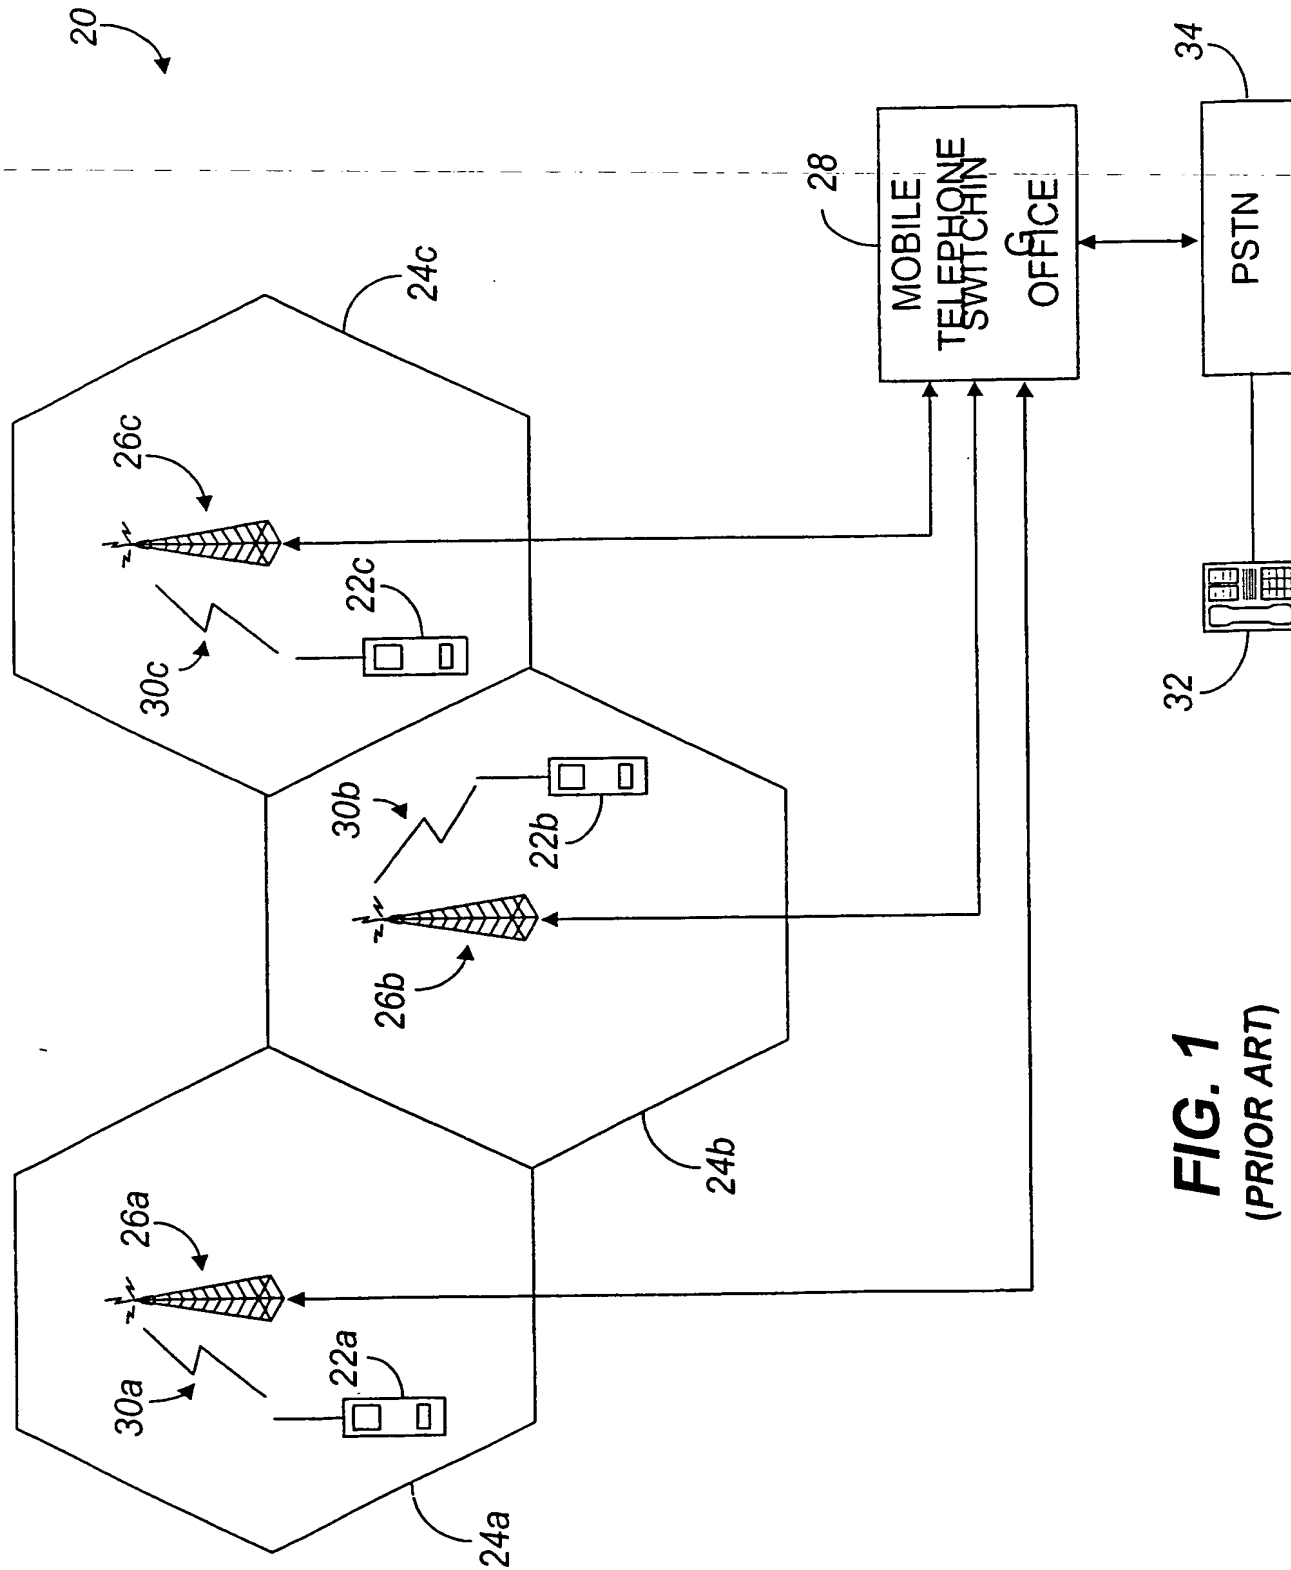 20
24c
26c
22c
30c
30b
22b
26b
24b
26a
22a
30a
24a
28
MOBILE
TELEPHONE
SWITCHIN
G
OFFICE
34
PSTN
32
FIG. 1
(PRIOR ART)